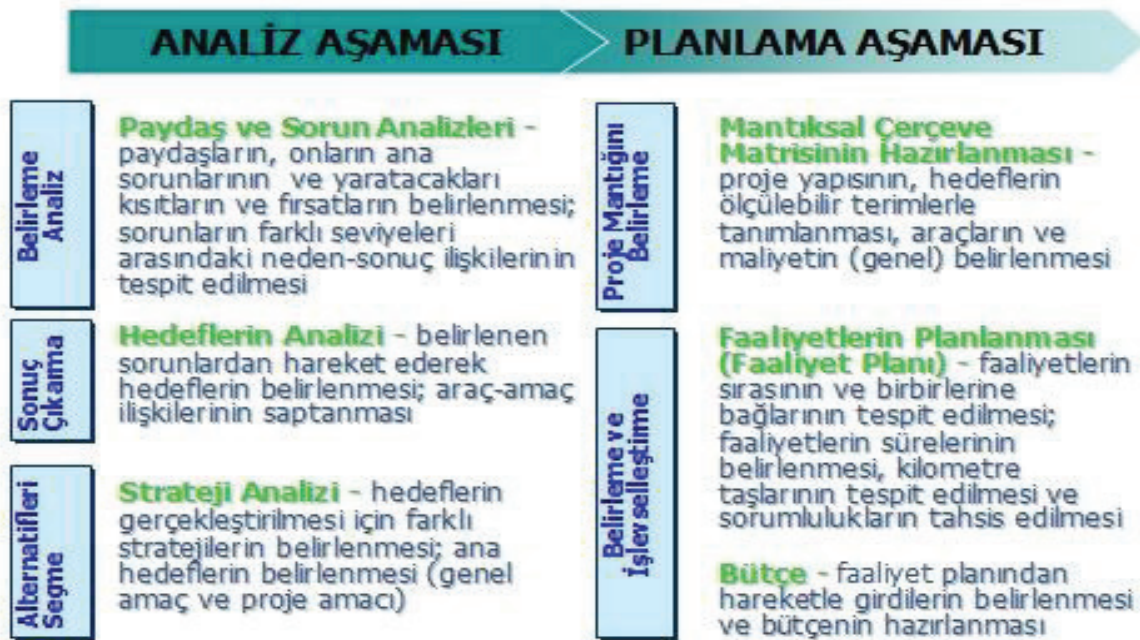 ANALİZ AŞAMASI
PLANLAMA AŞAMASI
Belirleme
Analiz
Paydaş ve Sorun Analizleri -
paydaşların, onların ana
sorunlarının ve yaratacakları
kısıtların ve fırsatların belirlenmesi;
sorunların farklı seviyeleri
arasındaki neden-sonuç ilişkilerinin
tespit edilmesi
Sonuç
Çıkama
Hedeflerin Analizi - belirlenen
sorunlardan hareket ederek
hedeflerin belirlenmesi; araç-amaç
ilişkilerinin saptanması
Alternatifleri
Seçme
Strateji Analizi - hedeflerin
gerçekleştirilmesi için farklı
stratejilerin belirlenmesi; ana
hedeflerin belirlenmesi (genel
amaç ve proje amacı)
Proje Mantığını
Belirleme
Mantıksal Çerçeve
Matrisinin Hazırlanması -
proje yapısının, hedeflerin
ölçülebilir terimlerle
tanımlanması, araçların ve
maliyetin (genel) belirlenmesi
Belirleme ve
İşlevselleştime
Faaliyetlerin Planlanması
(Faaliyet Planı) - faaliyetlerin
sırasının ve birbirlerine
bağlarının tespit edilmesi;
faaliyetlerin sürelerinin
belirlenmesi, kilometre
taşlarının tespit edilmesi ve
sorumlulukların tahsis edilmesi
Bütçe - faaliyet planından
hareketle girdilerin belirlenmesi
ve bütçenin hazırlanması